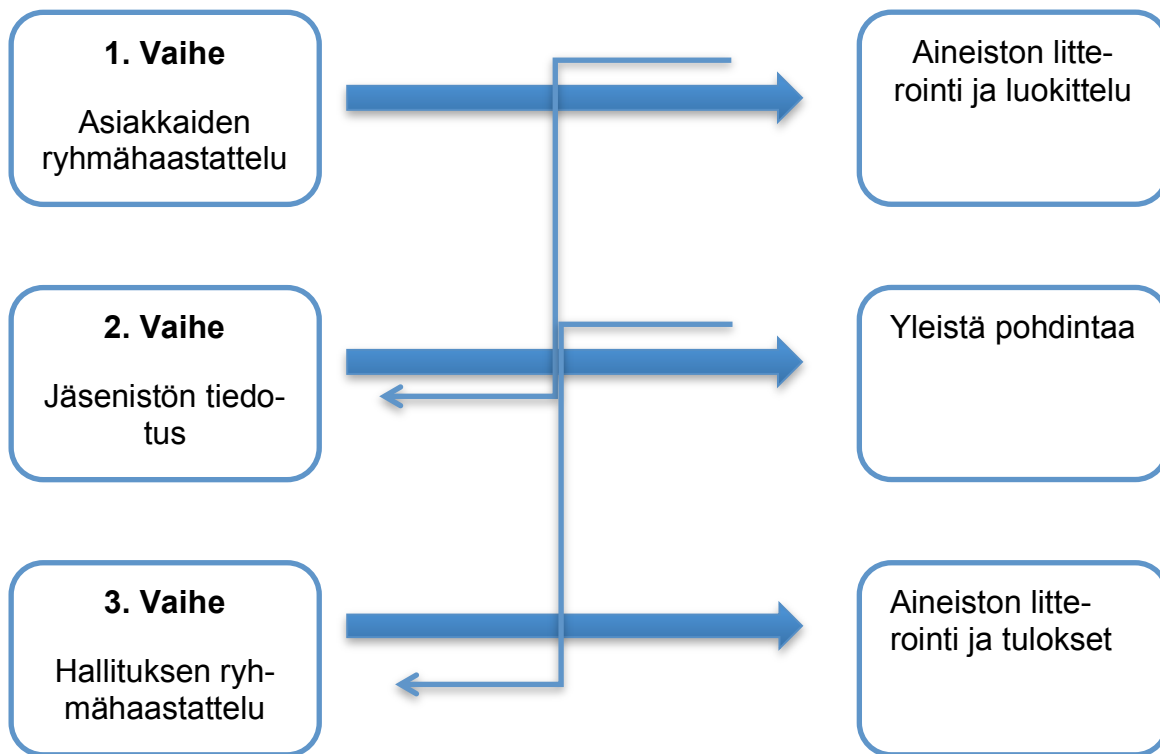 1. Vaihe
Asiakkaiden
ryhmähaastattelu
Aineiston litte-
rointi ja luokittelu
2. Vaihe
Jäsenistön tiedo-
tus
Yleistä pohdintaa
3. Vaihe
Hallituksen ryh-
mähaastattelu
Aineiston litte-
rointi ja tulokset